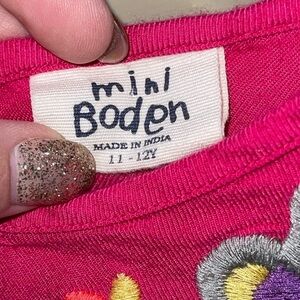 mini
Boden
MADE IN INDIA
11 - 12Y